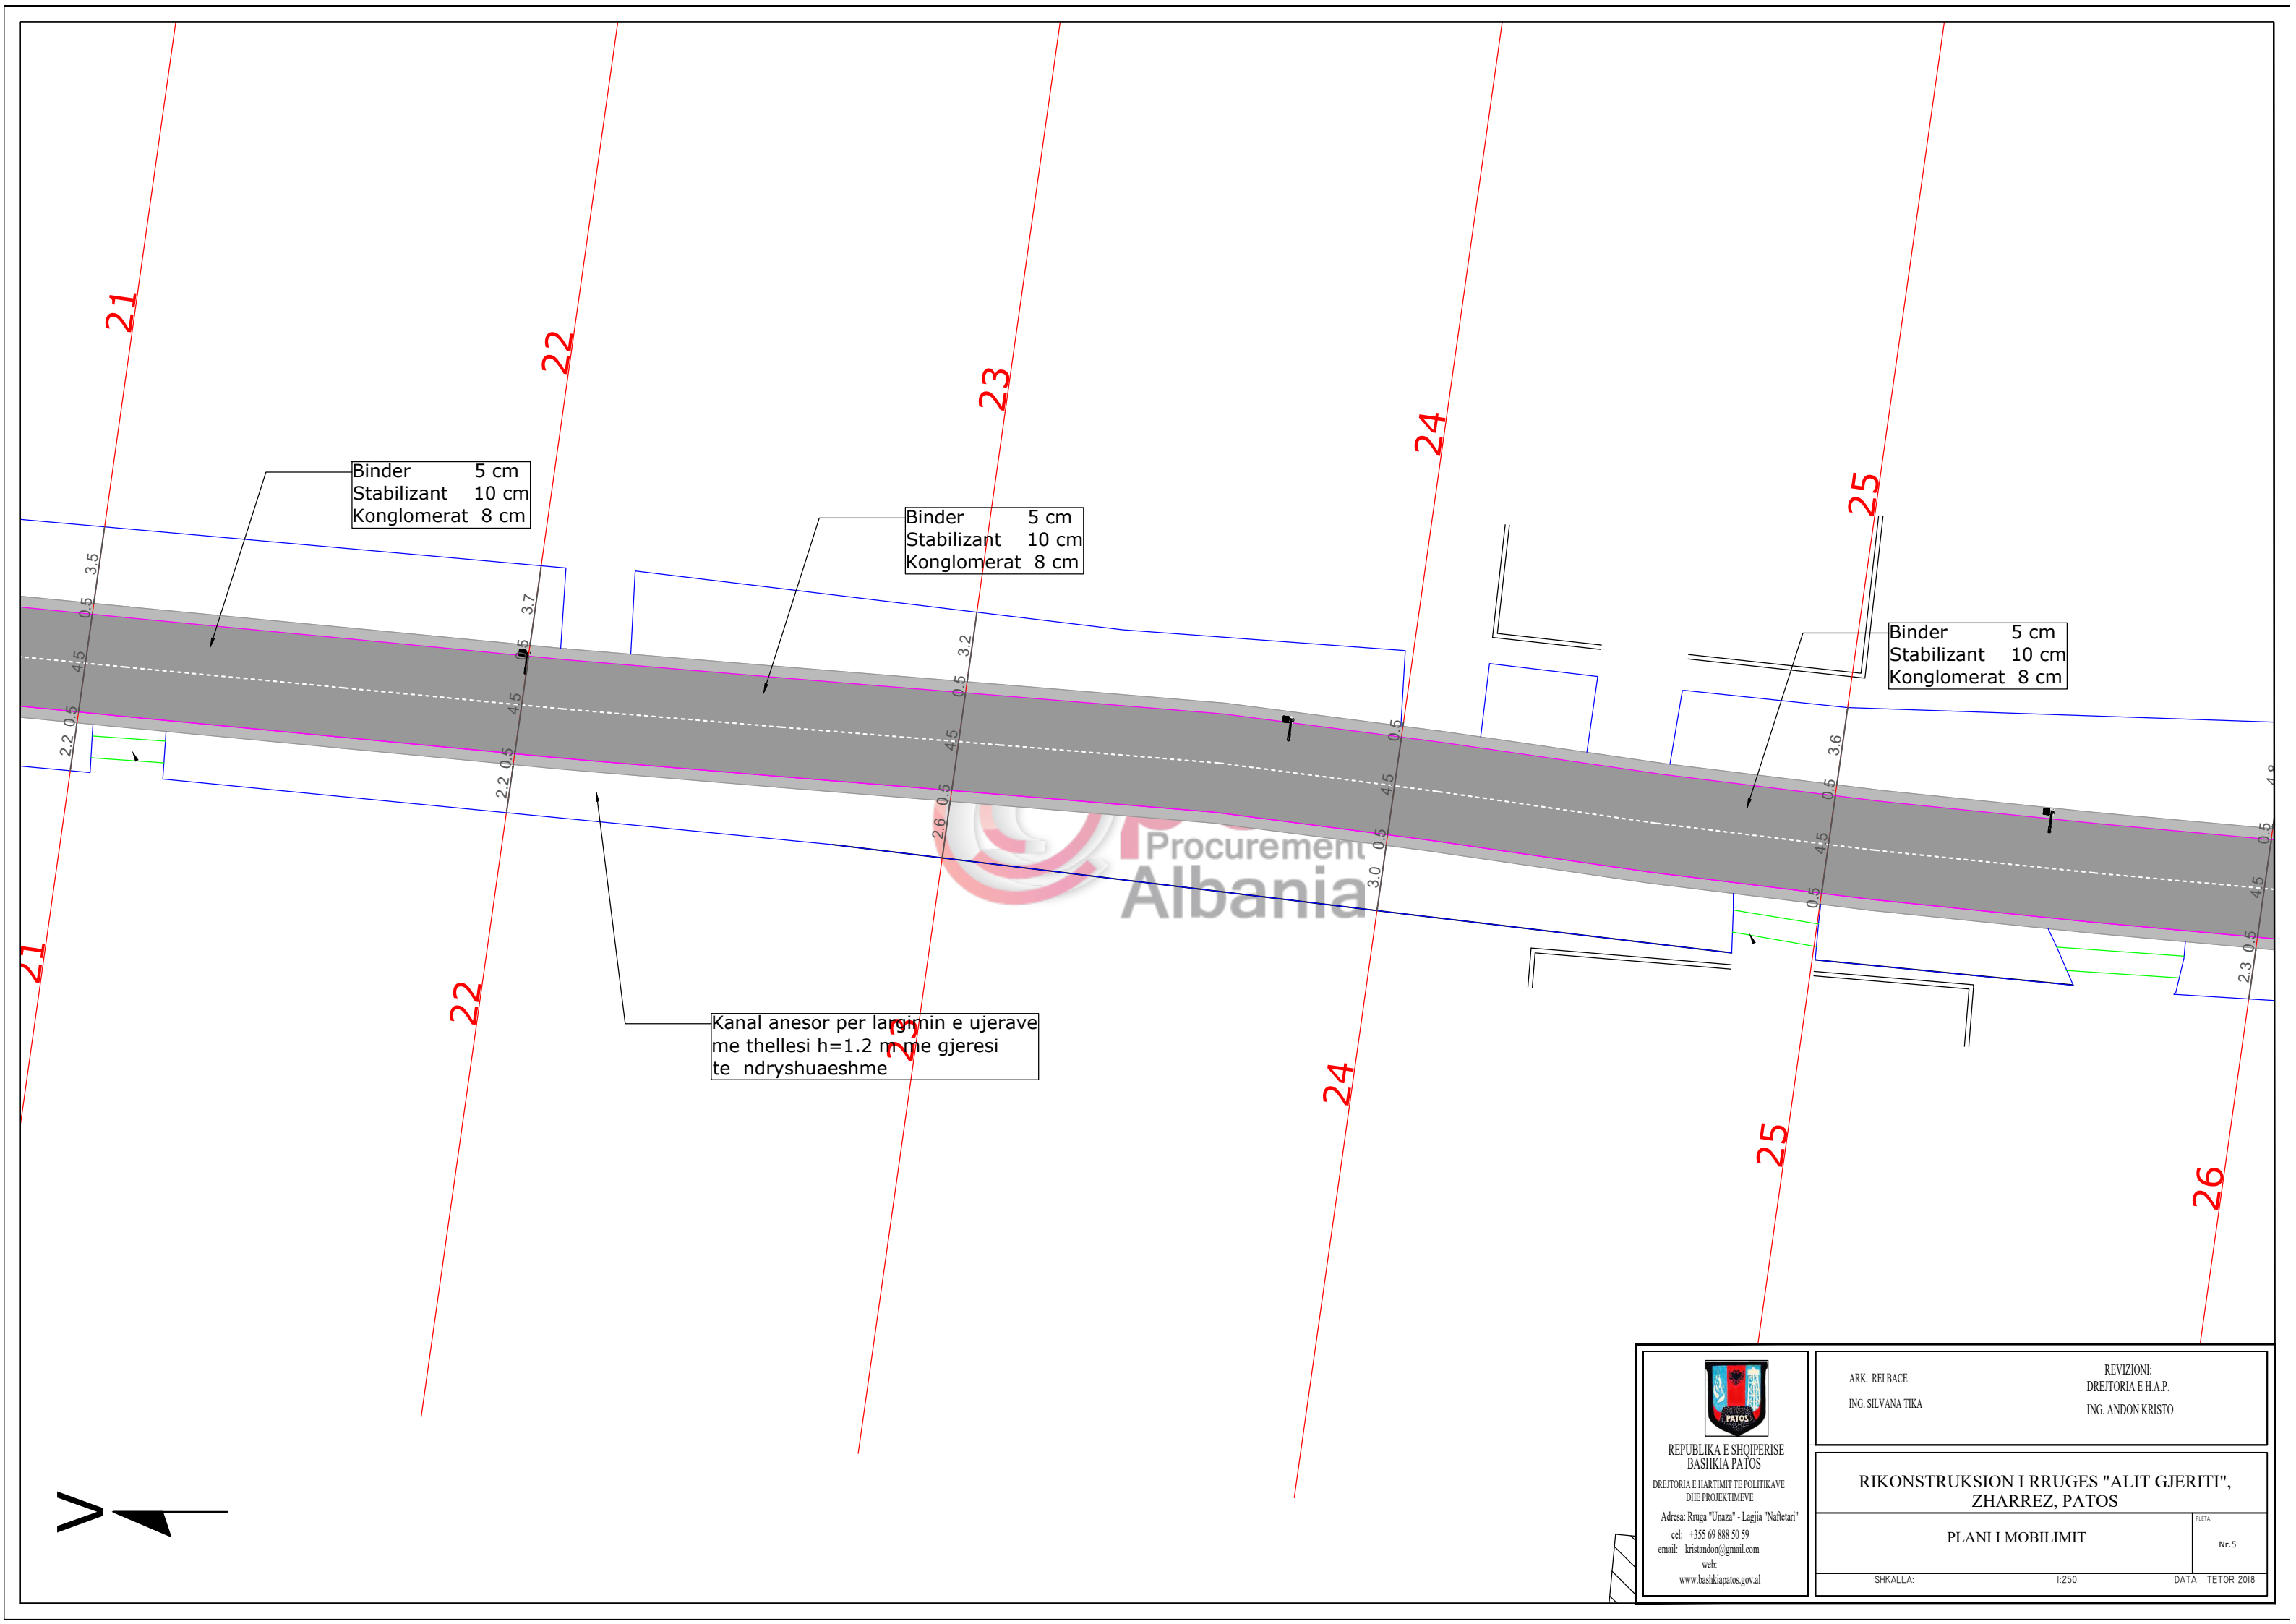 21
22
23
24
25
Binder 5 cm
Stabilizant 10 cm
Konglomerat 8 cm
Binder 5 cm
Stabilizant 10 cm
Konglomerat 8 cm
Binder 5 cm
Stabilizant 10 cm
Konglomerat 8 cm
3.5
0.5
4.5
0.5
2.2
3.7
0.5
4.5
0.5
2.2
3.2
0.5
4.5
0.5
2.6
0.5
4.5
0.5
3.0
3.6
0.5
4.5
0.5
4.8
0.5
4.5
0.5
2.3
Procurement
Albania
21
22
23
24
25
26
Kanal anesor per largimin e ujerave
me thellesi h=1.2 m me gjeresi
te ndryshuaeshme
V
PATOS
REPUBLIKA E SHQIPERISE
BASHKIA PATOS
DREJTORIA E HARTIMIT TE POLITIKAVE
DHE PROJEKTIMEVE
Adresa: Rruga "Unaza" - Lagjia "Naftetari"
cel: +355 69 888 50 59
email: kristandon@gmail.com
web:
www.bashkiapatos.gov.al
ARK. REI BACE
ING. SILVANA TIKA
REVIZIONI:
DREJTORIA E H.A.P.
ING. ANDON KRISTO
RIKONSTRUKSION I RRUGES "ALIT GJERITI",
ZHARREZ, PATOS
PLANI I MOBILIMIT
FLETA:
Nr.5
SHKALLA: 1:250 DATA TETOR 2018